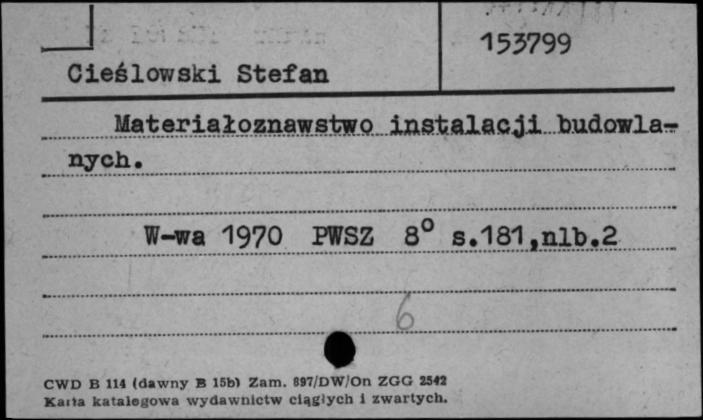 153799
Cieślowski Stefan
Materiałoznawstwo instalacji budowla-
nych.
W-wa 1970 PWSZ 8° s.181,nlb.2
6
CWD B 114 (dawny B 15b) Zam. 897/DW/On ZGG 2542
Karta katalogowa wydawnictw ciągłych i zwartych.